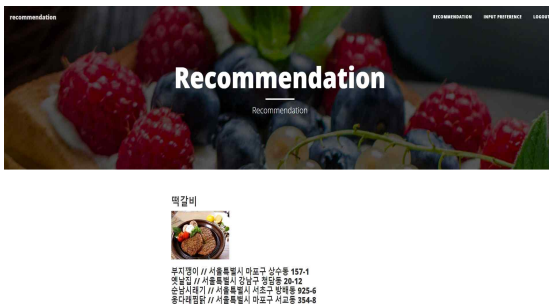 recommendation
RECOMMENDATION INPUT PREFERENCE LOGOUT
Recommendation
Recommendation
떡갈비
부지깽이 // 서울특별시 마포구 상수동 157-1
옛날집 // 서울특별시 강남구 청담동 20-12
순남시래기 // 서울특별시 서초구 방배동 925-6
옹다래찜닭 // 서울특별시 마포구 서교동 354-8